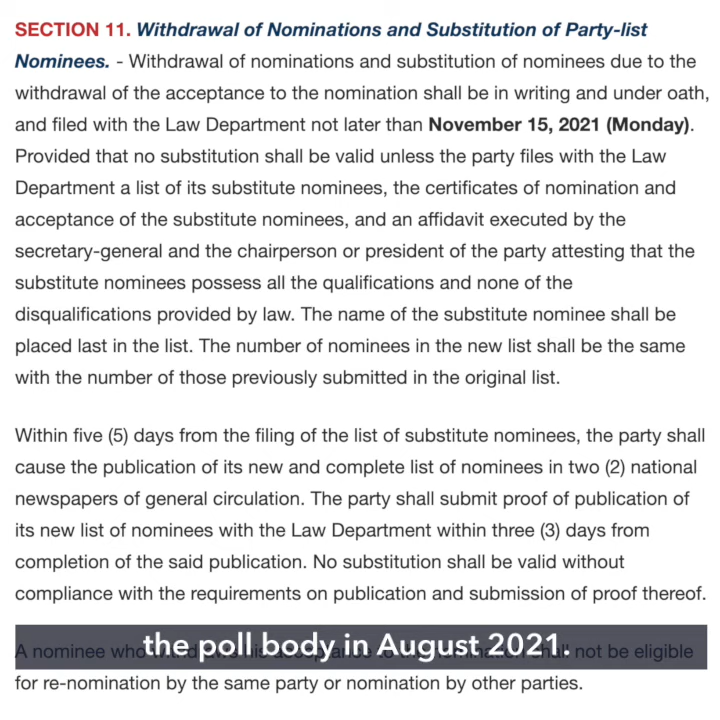 SECTION 11. Withdrawal of Nominations and Substitution of Party-list
Nominees. - Withdrawal of nominations and substitution of nominees due to the
withdrawal of the acceptance to the nomination shall be in writing and under oath,
and filed with the Law Department not later than November 15, 2021 (Monday).
Provided that no substitution shall be valid unless the party files with the Law
Department a list of its substitute nominees, the certificates of nomination and
acceptance of the substitute nominees, and an affidavit executed by the
secretary-general and the chairperson or president of the party attesting that the
substitute nominees possess all the qualifications and none of the
disqualifications provided by law. The name of the substitute nominee shall be
placed last in the list. The number of nominees in the new list shall be the same
with the number of those previously submitted in the original list.
Within five (5) days from the filing of the list of substitute nominees, the party shall
cause the publication of its new and complete list of nominees in two (2) national
newspapers of general circulation. The party shall submit proof of publication of
its new list of nominees with the Law Department within three (3) days from
completion of the said publication. No substitution shall be valid without
compliance with the requirements on publication and submission of proof thereof.
the poll body in August 2021.
A nominee who shall not be eligible
for re-nomination by the same party or nomination by other parties.